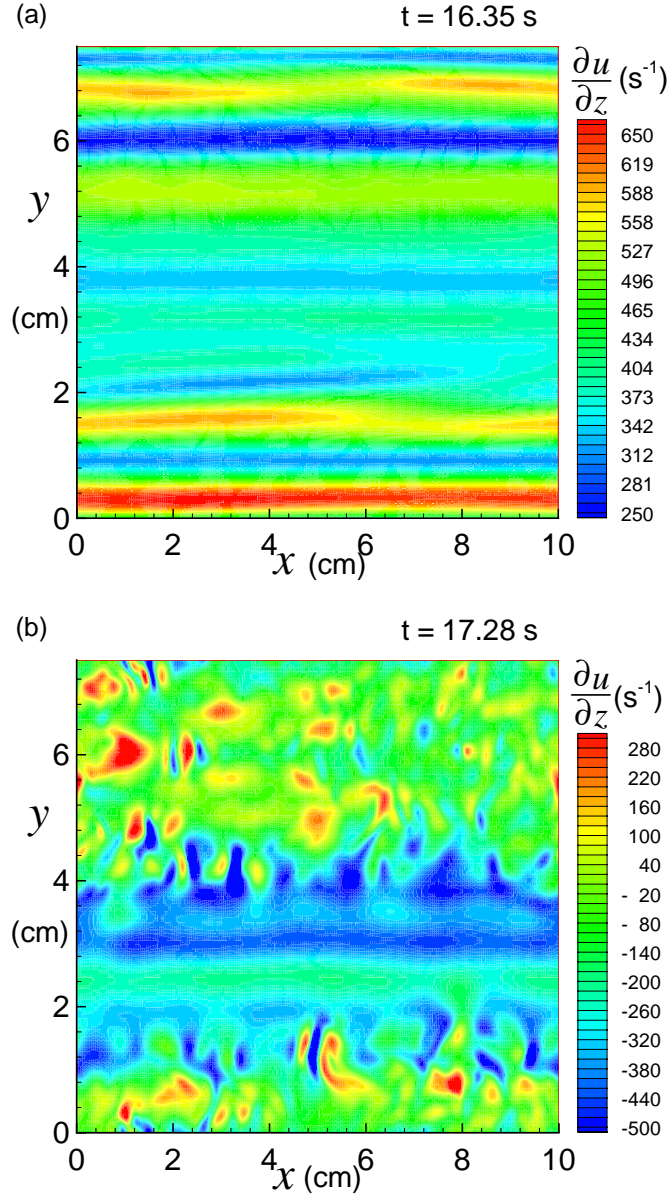 (a)
t = 16.35 s
∂u/∂z (s⁻¹)
650
619
588
558
527
496
465
434
404
373
342
312
281
250
6
y
4
(cm)
2
0
0 2 4 6 8 10
x (cm)
(b)
t = 17.28 s
∂u/∂z (s⁻¹)
280
220
160
100
40
- 20
- 80
-140
-200
-260
-320
-380
-440
-500
6
y
4
(cm)
2
0
0 2 4 6 8 10
x (cm)